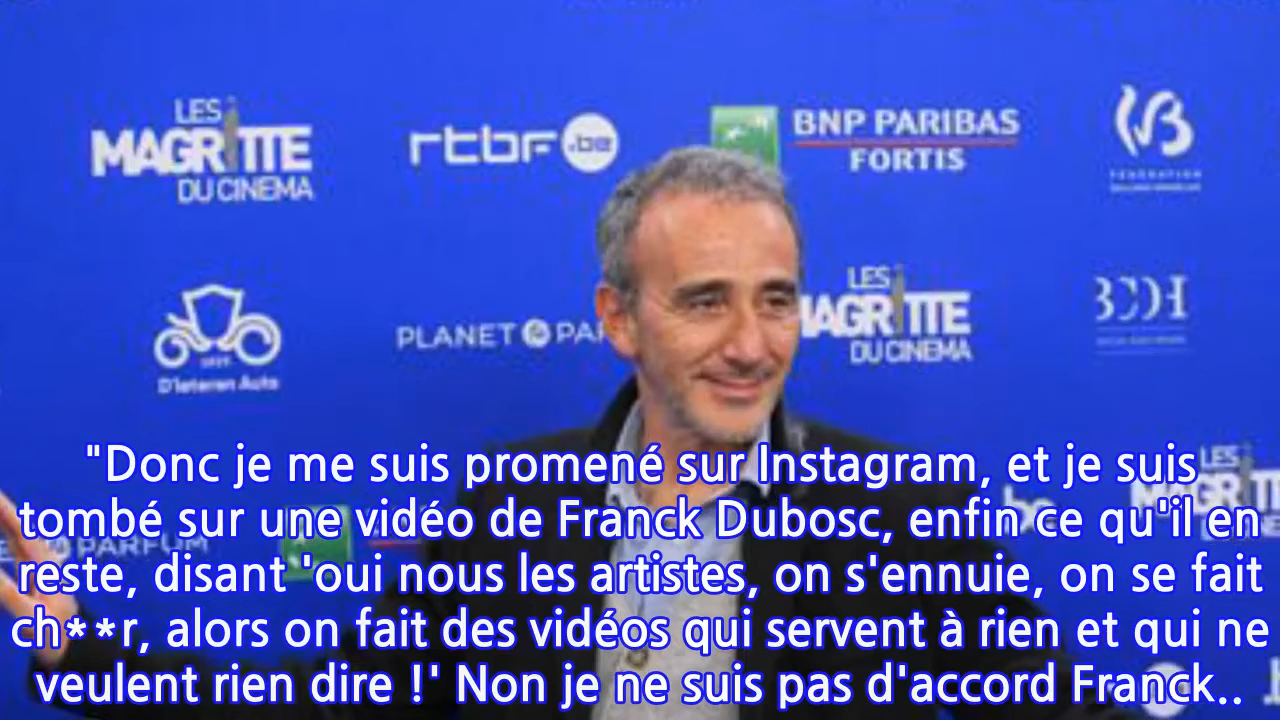 LES
MAGRITTE
DU CINEMA
rtbf.be
BNP PARIBAS
FORTIS
LES
MAGRITTE
DU CINEMA
PLANET PAR
D'Ieteren Auto
"Donc je me suis promené sur Instagram, et je suis
tombé sur une vidéo de Franck Dubosc, enfin ce qu'il en
reste, disant 'oui nous les artistes, on s'ennuie, on se fait
ch**r, alors on fait des vidéos qui servent à rien et qui ne
veulent rien dire !' Non je ne suis pas d'accord Franck..
LES
PARFUM